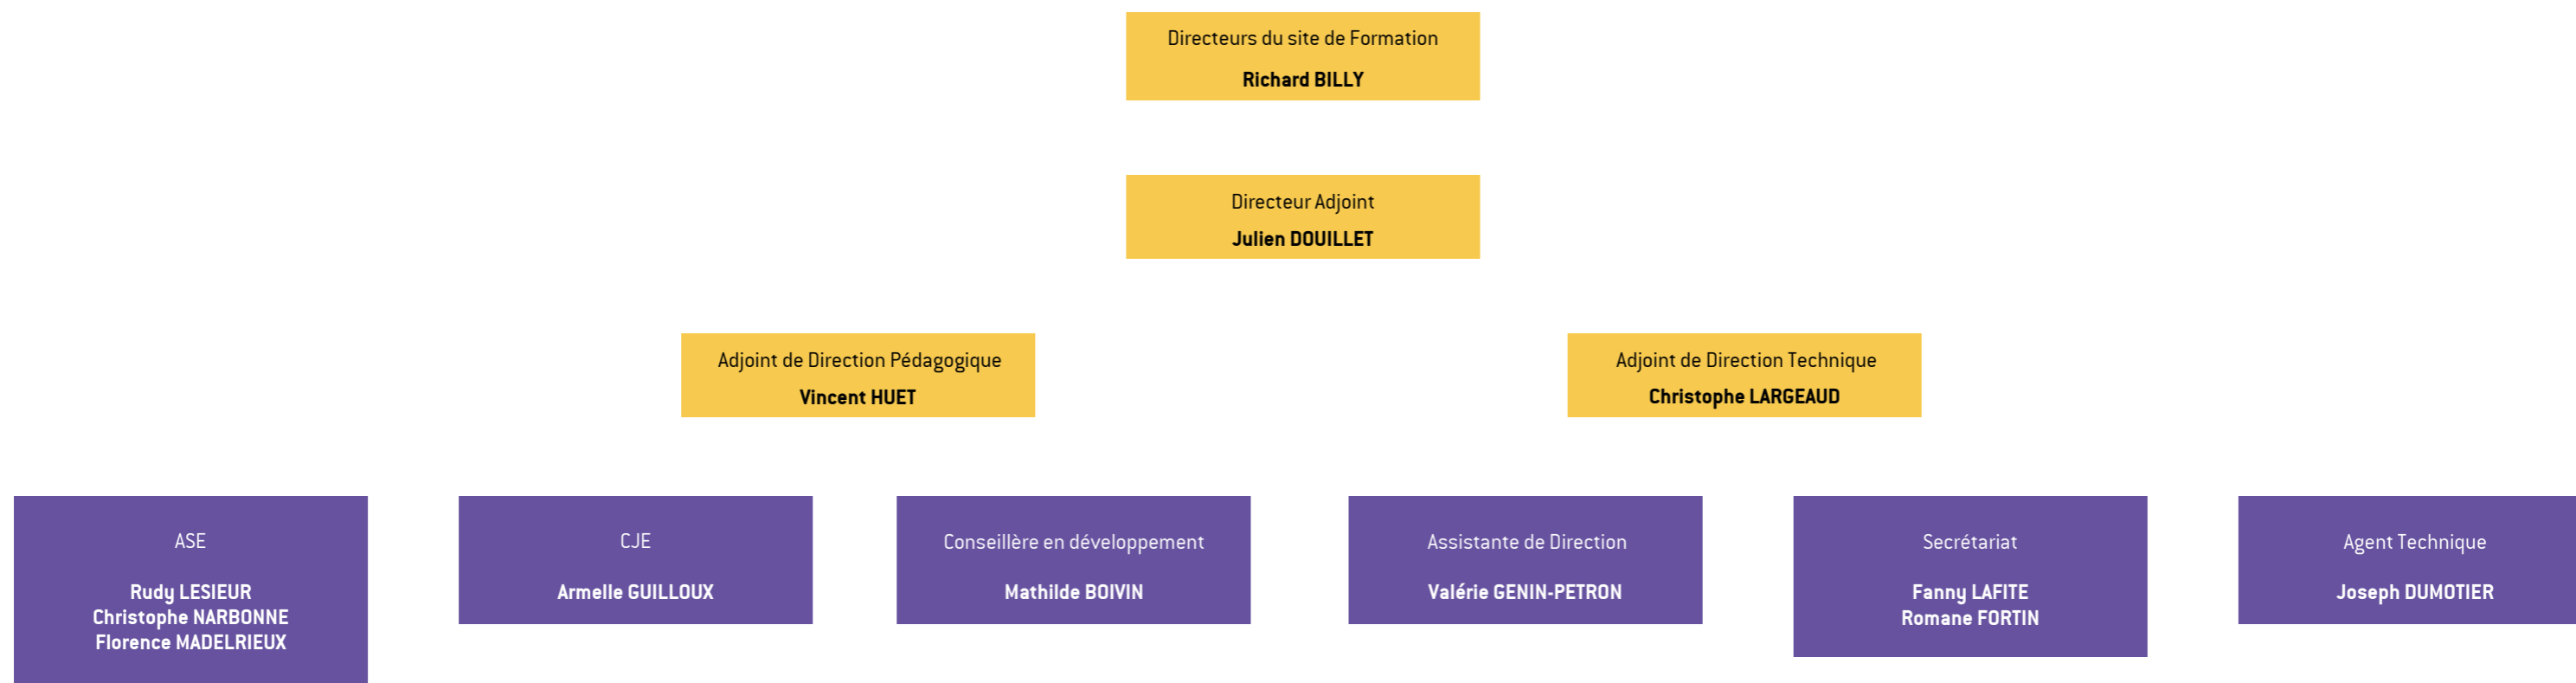 Directeurs du site de Formation
Richard BILLY
Directeur Adjoint
Julien DOUILLET
Adjoint de Direction Pédagogique
Vincent HUET
Adjoint de Direction Technique
Christophe LARGEAUD
ASE
Rudy LESIEUR
Christophe NARBONNE
Florence MADELRIEUX
CJE
Armelle GUILLOUX
Conseillère en développement
Mathilde BOIVIN
Assistante de Direction
Valérie GENIN-PETRON
Secrétariat
Fanny LAFITE
Romane FORTIN
Agent Technique
Joseph DUMOTIER